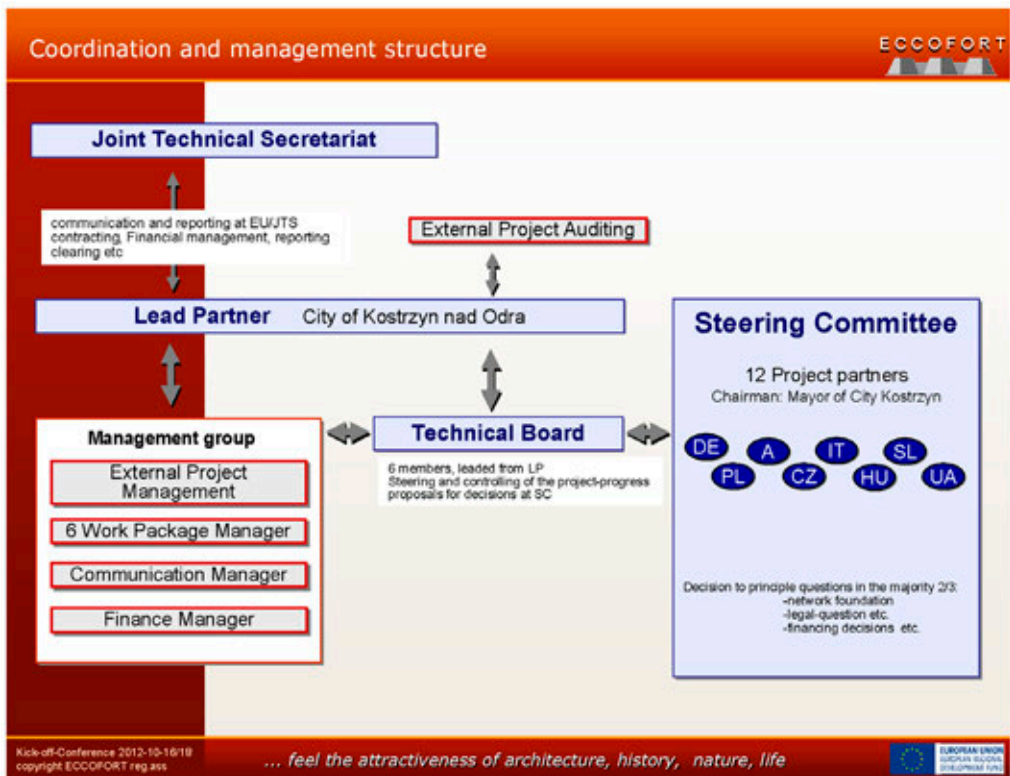 Coordination and management structure
ECCOFORT
Joint Technical Secretariat
communication and reporting at EU/JTS
contracting, Financial management, reporting
clearing etc
External Project Auditing
Lead Partner City of Kostrzyn nad Odra
Management group
External Project
Management
6 Work Package Manager
Communication Manager
Finance Manager
Technical Board
6 members, leaded from LP
Steering and controlling of the project-progress
proposals for decisions at SC
Steering Committee
12 Project partners
Chairman: Mayor of City Kostrzyn
DE A IT SL
PL CZ HU UA
Decision to principle questions in the majority 2/3:
-network foundation
-legal-question etc.
-financing decisions etc.
Kick-off-Conference 2012-10-16/18
copyright ECCOFORT reg.ass
... feel the attractiveness of architecture, history, nature, life
EUROPEAN UNION
EUROPEAN REGIONAL
DEVELOPMENT FUND